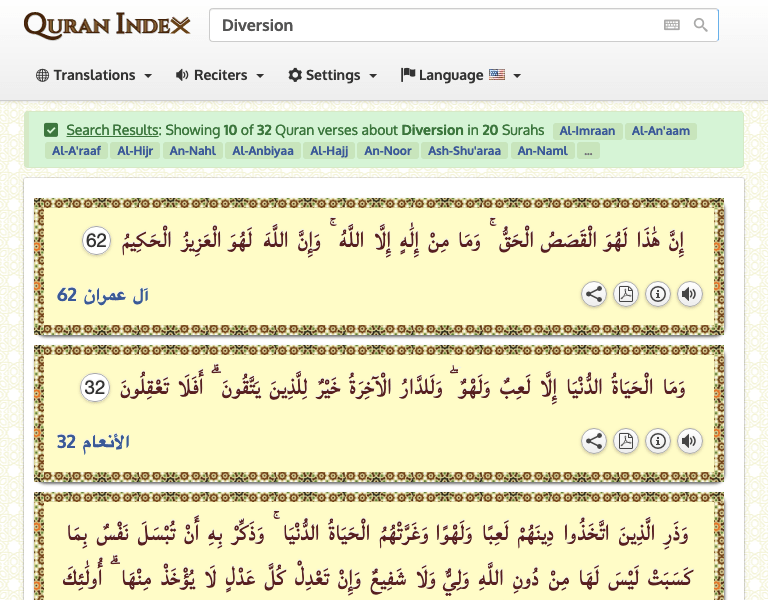 QURAN INDEX
Diversion
Translations
Reciters
Settings
Language
Search Results: Showing 10 of 32 Quran verses about Diversion in 20 Surahs Al-Imraan Al-An'aam
Al-A'raaf Al-Hijr An-Nahl Al-Anbiyaa Al-Hajj An-Noor Ash-Shu'araa An-Naml ...
إِنَّ هَٰذَا لَهُوَ الْقَصَصُ الْحَقُّ ۚ وَمَا مِنْ إِلَٰهٍ إِلَّا اللَّهُ ۚ وَإِنَّ اللَّهَ لَهُوَ الْعَزِيزُ الْحَكِيمُ 62
آل عمران 62
وَمَا الْحَيَاةُ الدُّنْيَا إِلَّا لَعِبٌ وَلَهْوٌ ۖ وَلَلدَّارُ الْآخِرَةُ خَيْرٌ لِلَّذِينَ يَتَّقُونَ ۗ أَفَلَا تَعْقِلُونَ 32
الأنعام 32
وَذَرِ الَّذِينَ اتَّخَذُوا دِينَهُمْ لَعِبًا وَلَهْوًا وَغَرَّتْهُمُ الْحَيَاةُ الدُّنْيَا ۚ وَذَكِّرْ بِهِ أَنْ تُبْسَلَ نَفْسٌ بِمَا
كَسَبَتْ لَيْسَ لَهَا مِنْ دُونِ اللَّهِ وَلِيٌّ وَلَا شَفِيعٌ وَإِنْ تَعْدِلْ كُلَّ عَدْلٍ لَا يُؤْخَذْ مِنْهَا ۗ أُولَٰئِكَ